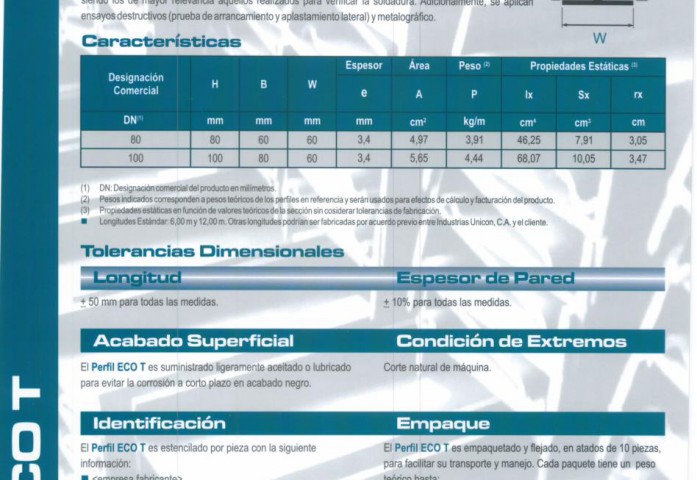 siendo los de mayor relevancia aquellos realizados para verificar la soldadura. Adicionalmente, se aplican
ensayos destructivos (prueba de arrancamiento y aplastamiento lateral) y metalográfico.
W
Características
Designación Comercial H B W Espesor e Área A Peso (2) P Propiedades Estáticas (3) Ix Sx rx
DN(1) mm mm mm mm cm² kg/m cm⁴ cm³ cm
80 80 60 60 3,4 4,97 3,91 46,25 7,91 3,05
100 100 80 60 3,4 5,65 4,44 68,07 10,05 3,47
(1) DN: Designación comercial del producto en milímetros.
(2) Pesos indicados corresponden a pesos teóricos de los perfiles en referencia y serán usados para efectos de cálculo y facturación del producto.
(3) Propiedades estáticas en función de valores teóricos de la sección sin cosiderar tolerancias de fabricación.
■ Longitudes Estándar: 6,00 m y 12,00 m. Otras longitudes podrían ser fabricadas por acuerdo previo entre Industrias Unicon, C.A. y el cliente.
Tolerancias Dimensionales
Longitud
± 50 mm para todas las medidas.
Espesor de Pared
± 10% para todas las medidas.
Acabado Superficial
El Perfil ECO T es suministrado ligeramente aceitado o lubricado
para evitar la corrosión a corto plazo en acabado negro.
Condición de Extremos
Corte natural de máquina.
Identificación
El Perfil ECO T es estencilado por pieza con la siguiente
información:
■ <empresa fabricante>
Empaque
El Perfil ECO T es empaquetado y flejado, en atados de 10 piezas,
para facilitar su transporte y manejo. Cada paquete tiene un peso
teórico hasta:
CO T